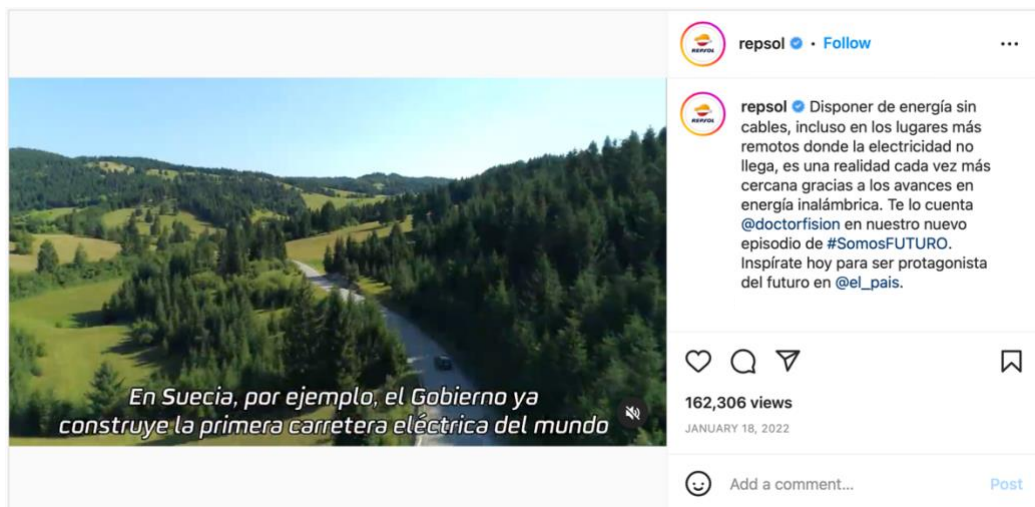 repsol • Follow
REPSOL
REPSOL
repsol Disponer de energía sin
cables, incluso en los lugares más
remotos donde la electricidad no
llega, es una realidad cada vez más
cercana gracias a los avances en
energía inalámbrica. Te lo cuenta
@doctorfision en nuestro nuevo
episodio de #SomosFUTURO.
Inspírate hoy para ser protagonista
del futuro en @el_pais.
En Suecia, por ejemplo, el Gobierno ya
construye la primera carretera eléctrica del mundo
162,306 views
JANUARY 18, 2022
Add a comment...
Post